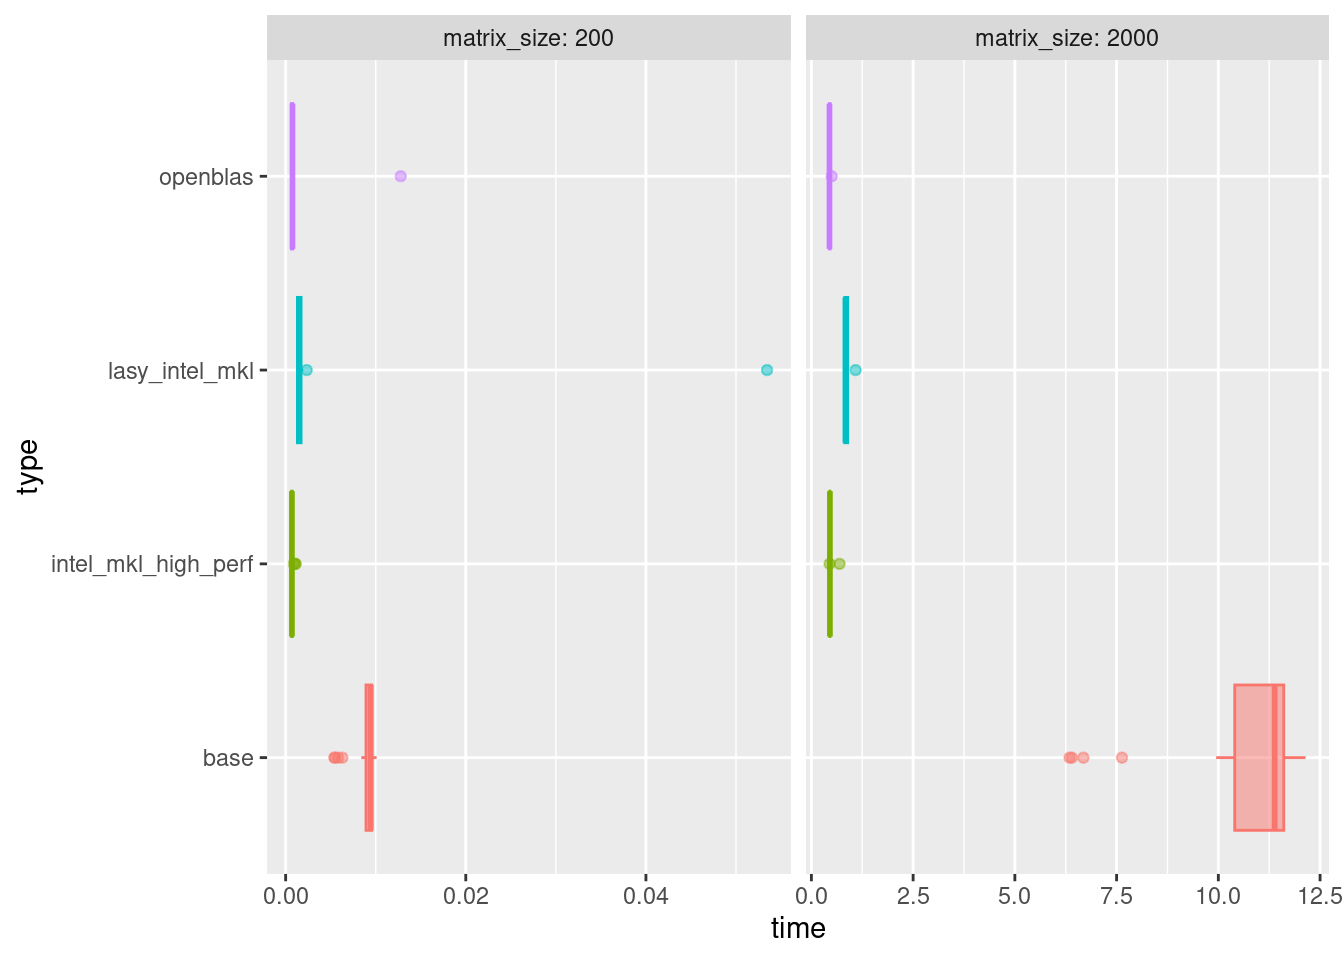 matrix_size: 200
matrix_size: 2000
openblas
lasy_intel_mkl
intel_mkl_high_perf
base
type
0.00 0.02 0.04
0.0 2.5 5.0 7.5 10.0 12.5
time